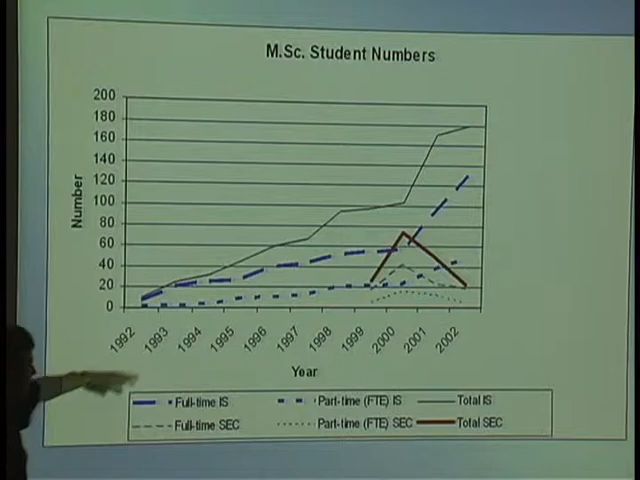 M.Sc. Student Numbers
200
180
160
140
120
100
80
60
40
20
0
Number
1992
1993
1994
1995
1996
1997
1998
1999
2000
2001
2002
Year
Full-time IS
Part-time (FTE) IS
Total IS
Full-time SEC
Part-time (FTE) SEC
Total SEC